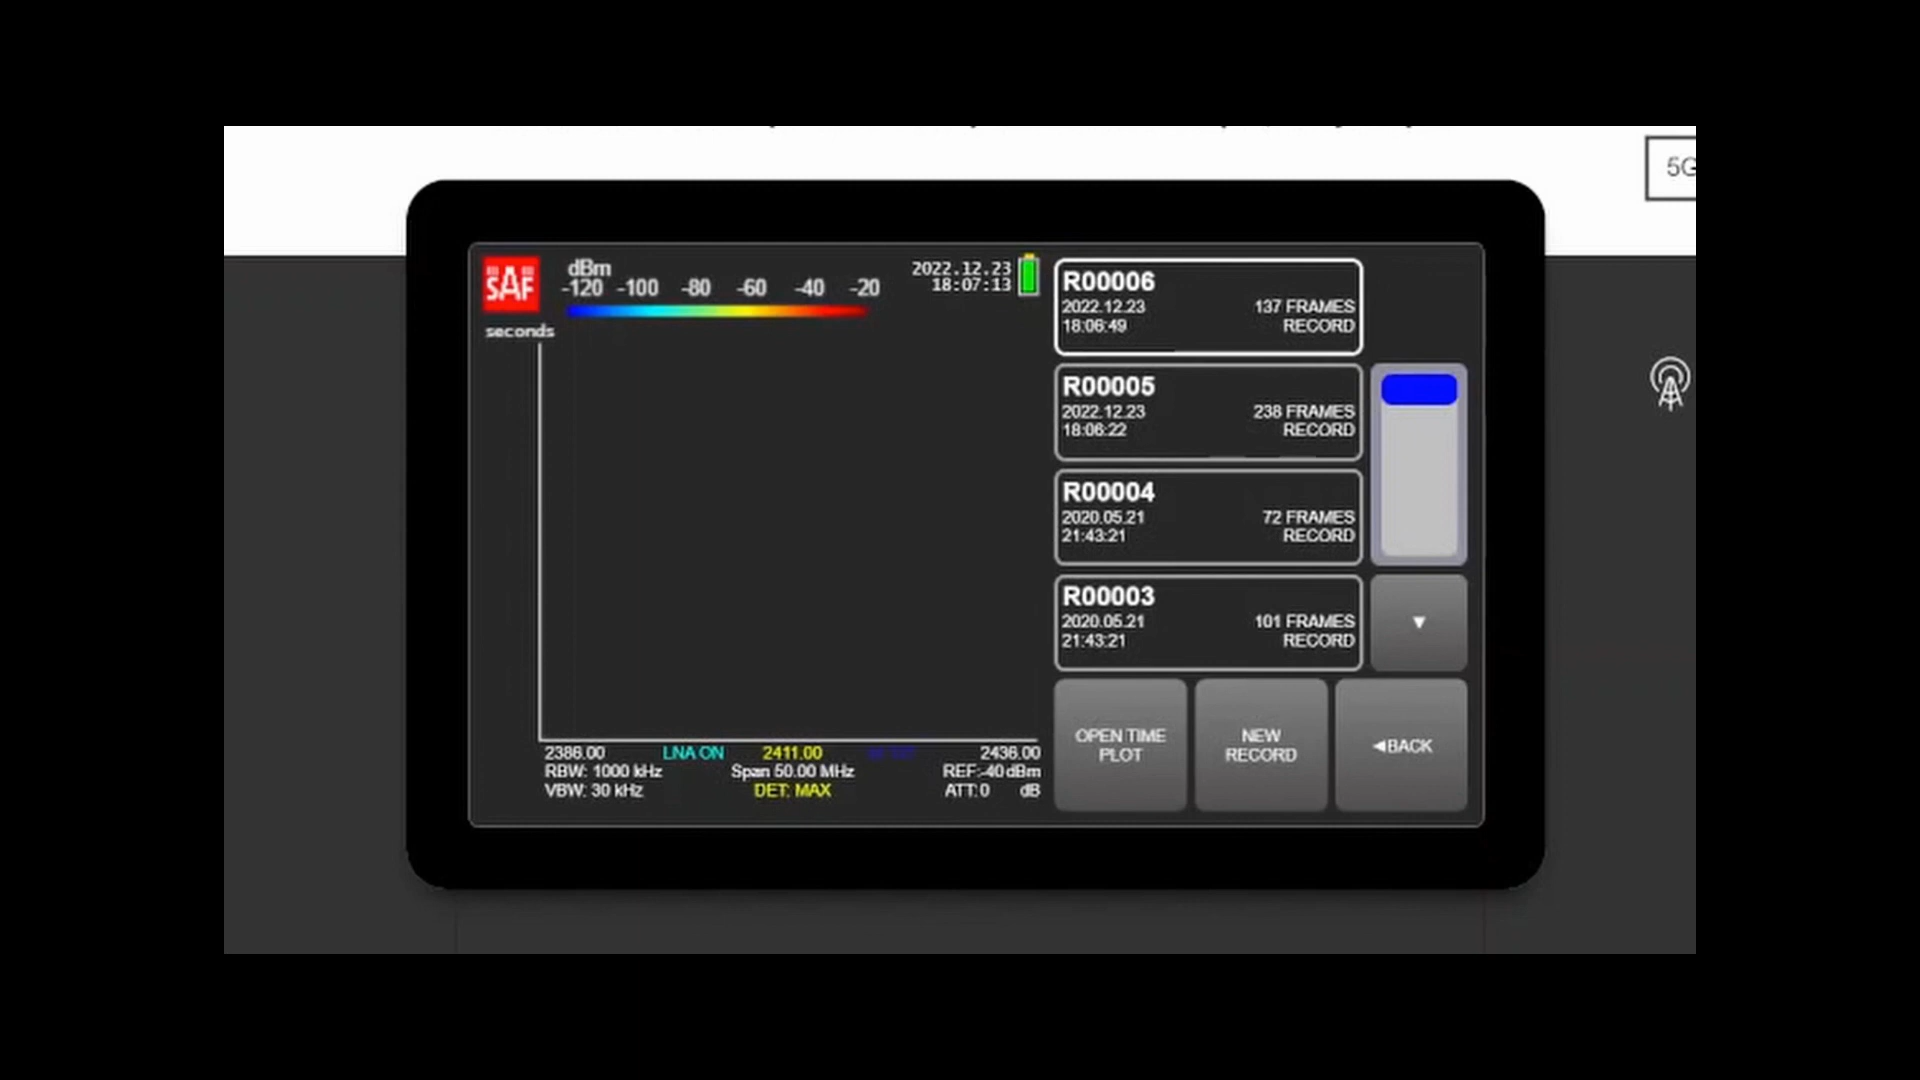 5G
SAF
dBm
-120 -100 -80 -60 -40 -20
2022.12.23
18:07:13
seconds
R00006
2022.12.23 137 FRAMES
18:06:49 RECORD
R00005
2022.12.23 238 FRAMES
18:06:22 RECORD
R00004
2020.05.21 72 FRAMES
21:43:21 RECORD
R00003
2020.05.21 101 FRAMES
21:43:21 RECORD
2386.00 LNA ON 2411.00 2436.00
RBW: 1000 kHz Span 50.00 MHz REF:-40 dBm
VBW: 30 kHz DET: MAX ATT:0 dB
OPEN TIME
PLOT
NEW
RECORD
◀BACK